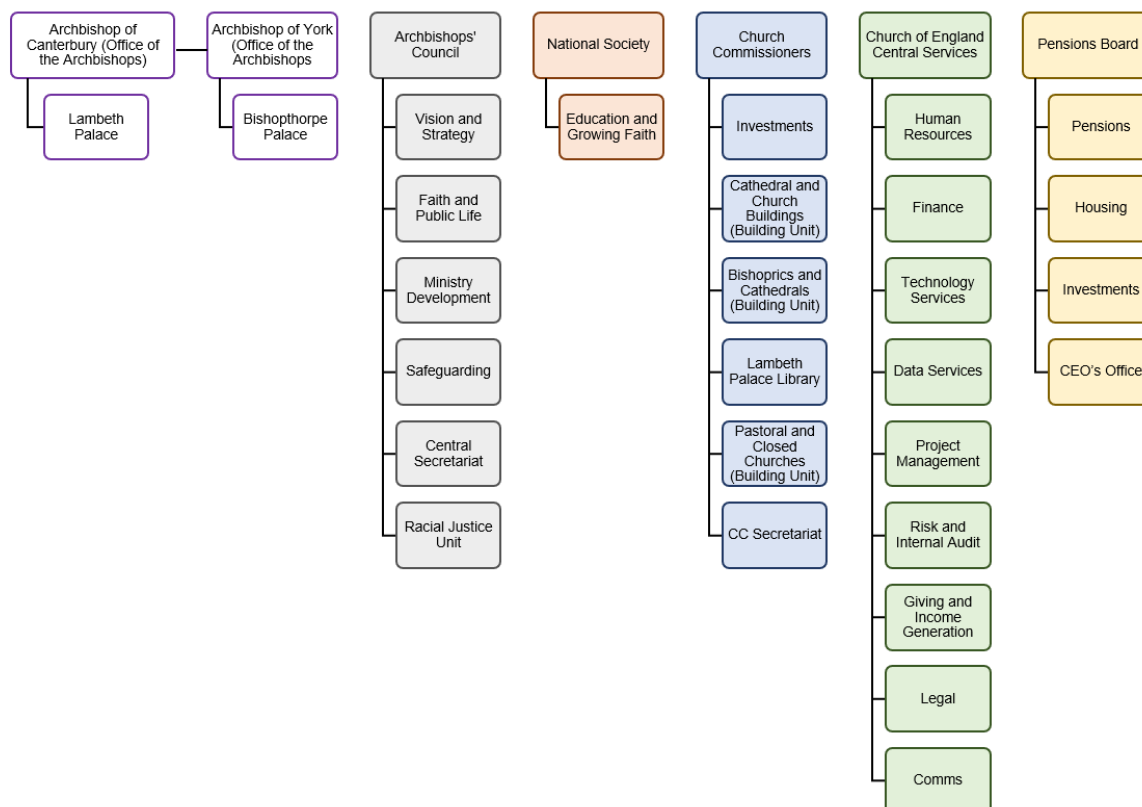 Archbishop of
Canterbury (Office of
the Archbishops)
Archbishop of York
(Office of the
Archbishops
Archbishops'
Council
National Society
Church
Commissioners
Church of England
Central Services
Pensions Board
Lambeth
Palace
Bishopthorpe
Palace
Vision and
Strategy
Education and
Growing Faith
Investments
Human
Resources
Pensions
Faith and
Public Life
Cathedral and
Church
Buildings
(Building Unit)
Finance
Housing
Ministry
Development
Bishoprics and
Cathedrals
(Building Unit)
Technology
Services
Investments
Safeguarding
Lambeth
Palace Library
Data Services
CEO’s Office
Central
Secretariat
Pastoral and
Closed
Churches
(Building Unit)
Project
Management
Racial Justice
Unit
CC Secretariat
Risk and
Internal Audit
Giving and
Income
Generation
Legal
Comms